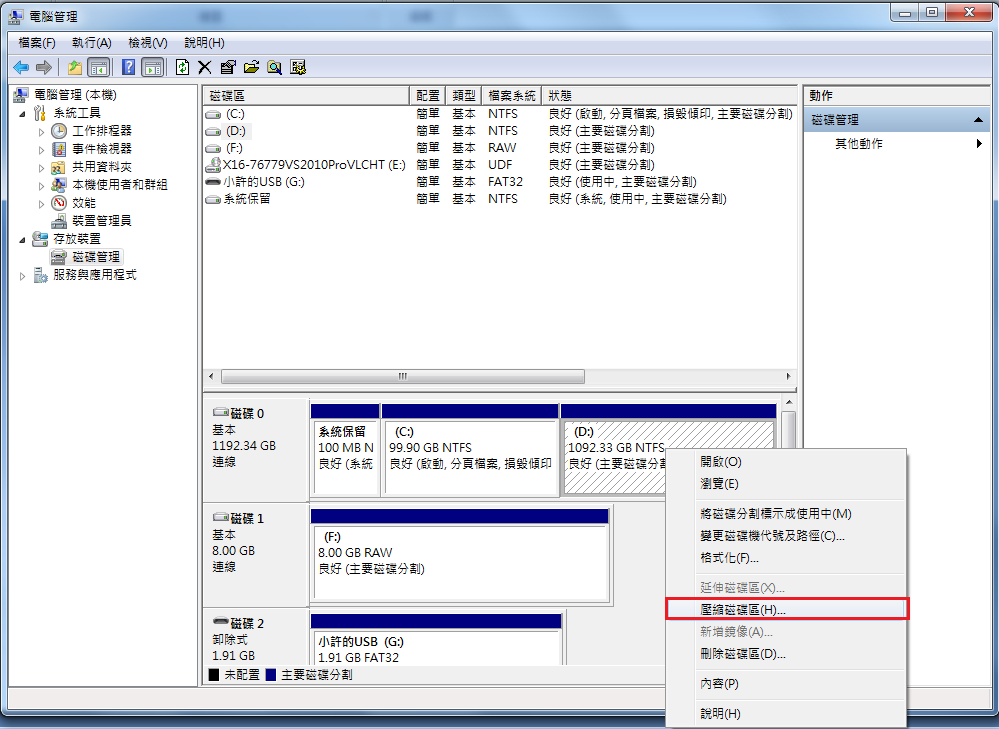 電腦管理
檔案(F) 執行(A) 檢視(V) 說明(H)
電腦管理 (本機)
系統工具
工作排程器
事件檢視器
共用資料夾
本機使用者和群組
效能
裝置管理員
存放裝置
磁碟管理
服務與應用程式
磁碟區 配置 類型 檔案系統 狀態
(C:) 簡單 基本 NTFS 良好 (啟動, 分頁檔案, 損毀傾印, 主要磁碟分割)
(D:) 簡單 基本 NTFS 良好 (主要磁碟分割)
(F:) 簡單 基本 RAW 良好 (主要磁碟分割)
X16-76779VS2010ProVLCHT (E:) 簡單 基本 UDF 良好 (主要磁碟分割)
小許的USB (G:) 簡單 基本 FAT32 良好 (使用中, 主要磁碟分割)
系統保留 簡單 基本 NTFS 良好 (系統, 使用中, 主要磁碟分割)
動作
磁碟管理
其他動作
磁碟 0
基本
1192.34 GB
連線
系統保留
100 MB N
良好 (系統
(C:)
99.90 GB NTFS
良好 (啟動, 分頁檔案, 損毀傾印
(D:)
1092.33 GB NTFS
良好 (主要磁碟分割
磁碟 1
基本
8.00 GB
連線
(F:)
8.00 GB RAW
良好 (主要磁碟分割)
磁碟 2
卸除式
1.91 GB
小許的USB (G:)
1.91 GB FAT32
未配置 主要磁碟分割
開啟(O)
瀏覽(E)
將磁碟分割標示成使用中(M)
變更磁碟機代號及路徑(C)...
格式化(F)...
延伸磁碟區(X)...
壓縮磁碟區(H)...
新增鏡像(A)...
刪除磁碟區(D)...
內容(P)
說明(H)